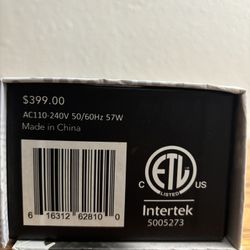 $399.00
AC110-240V 50/60Hz 57W
Made in China
ETL
C US
LISTED
Intertek
5005273
6 16312 62810 0